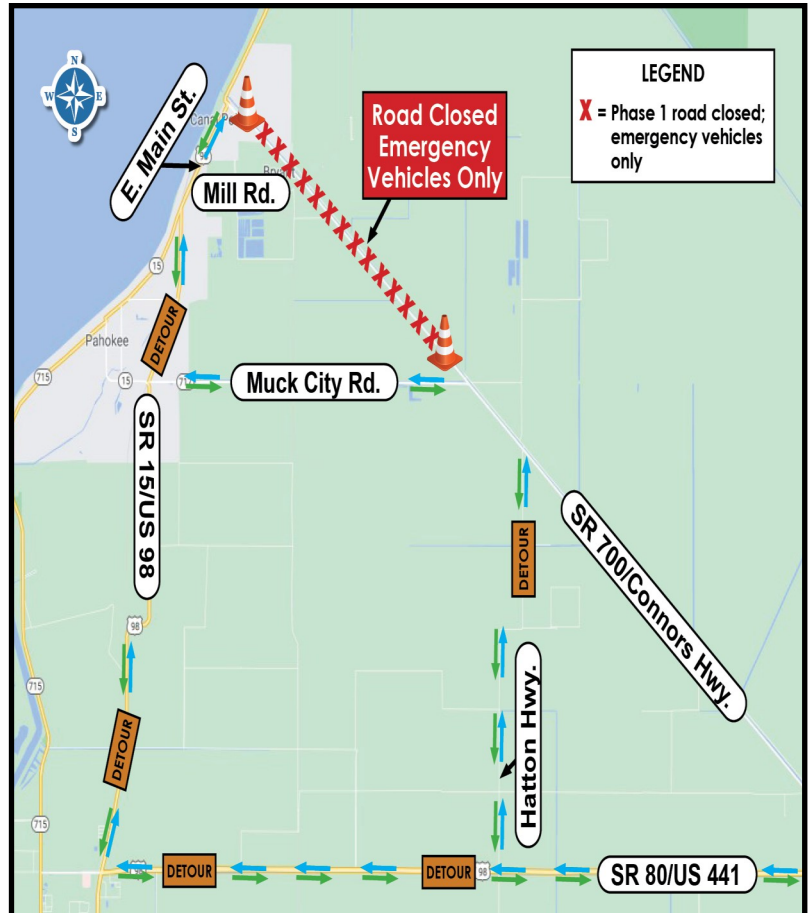 N
W
E
S
LEGEND
X = Phase 1 road closed;
emergency vehicles
only
Road Closed
Emergency
Vehicles Only
E. Main St.
Mill Rd.
15
Pahokee
DETOUR
715
15
Muck City Rd.
SR 15/US 98
SR 700/Connors Hwy.
DETOUR
98
715
Hatton Hwy.
DETOUR
715
DETOUR
DETOUR
98
SR 80/US 441